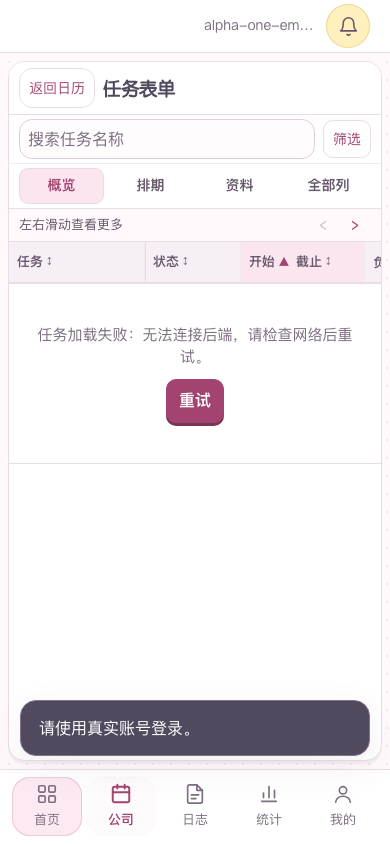 alpha-one-em...
返回日历 任务表单
搜索任务名称 筛选
概览 排期 资料 全部列
左右滑动查看更多 < >
任务 ↕ 状态 ↕ 开始 ▲ 截止 ↕
任务加载失败：无法连接后端，请检查网络后重
试。
重试
请使用真实账号登录。
首页 公司 日志 统计 我的